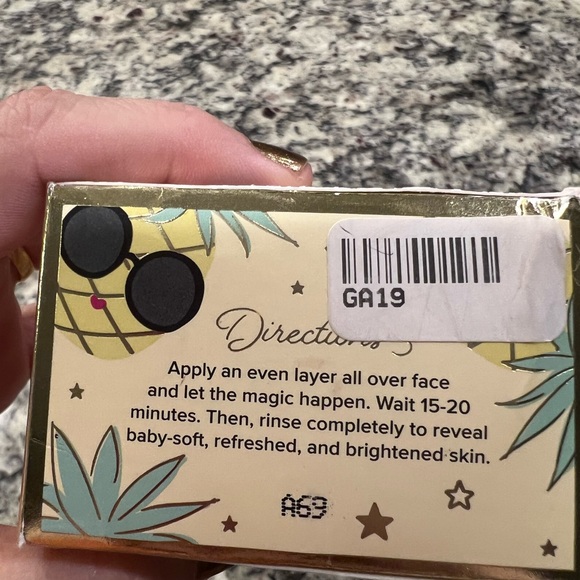 GA19
Directions
Apply an even layer all over face
and let the magic happen. Wait 15-20
minutes. Then, rinse completely to reveal
baby-soft, refreshed, and brightened skin.
A69